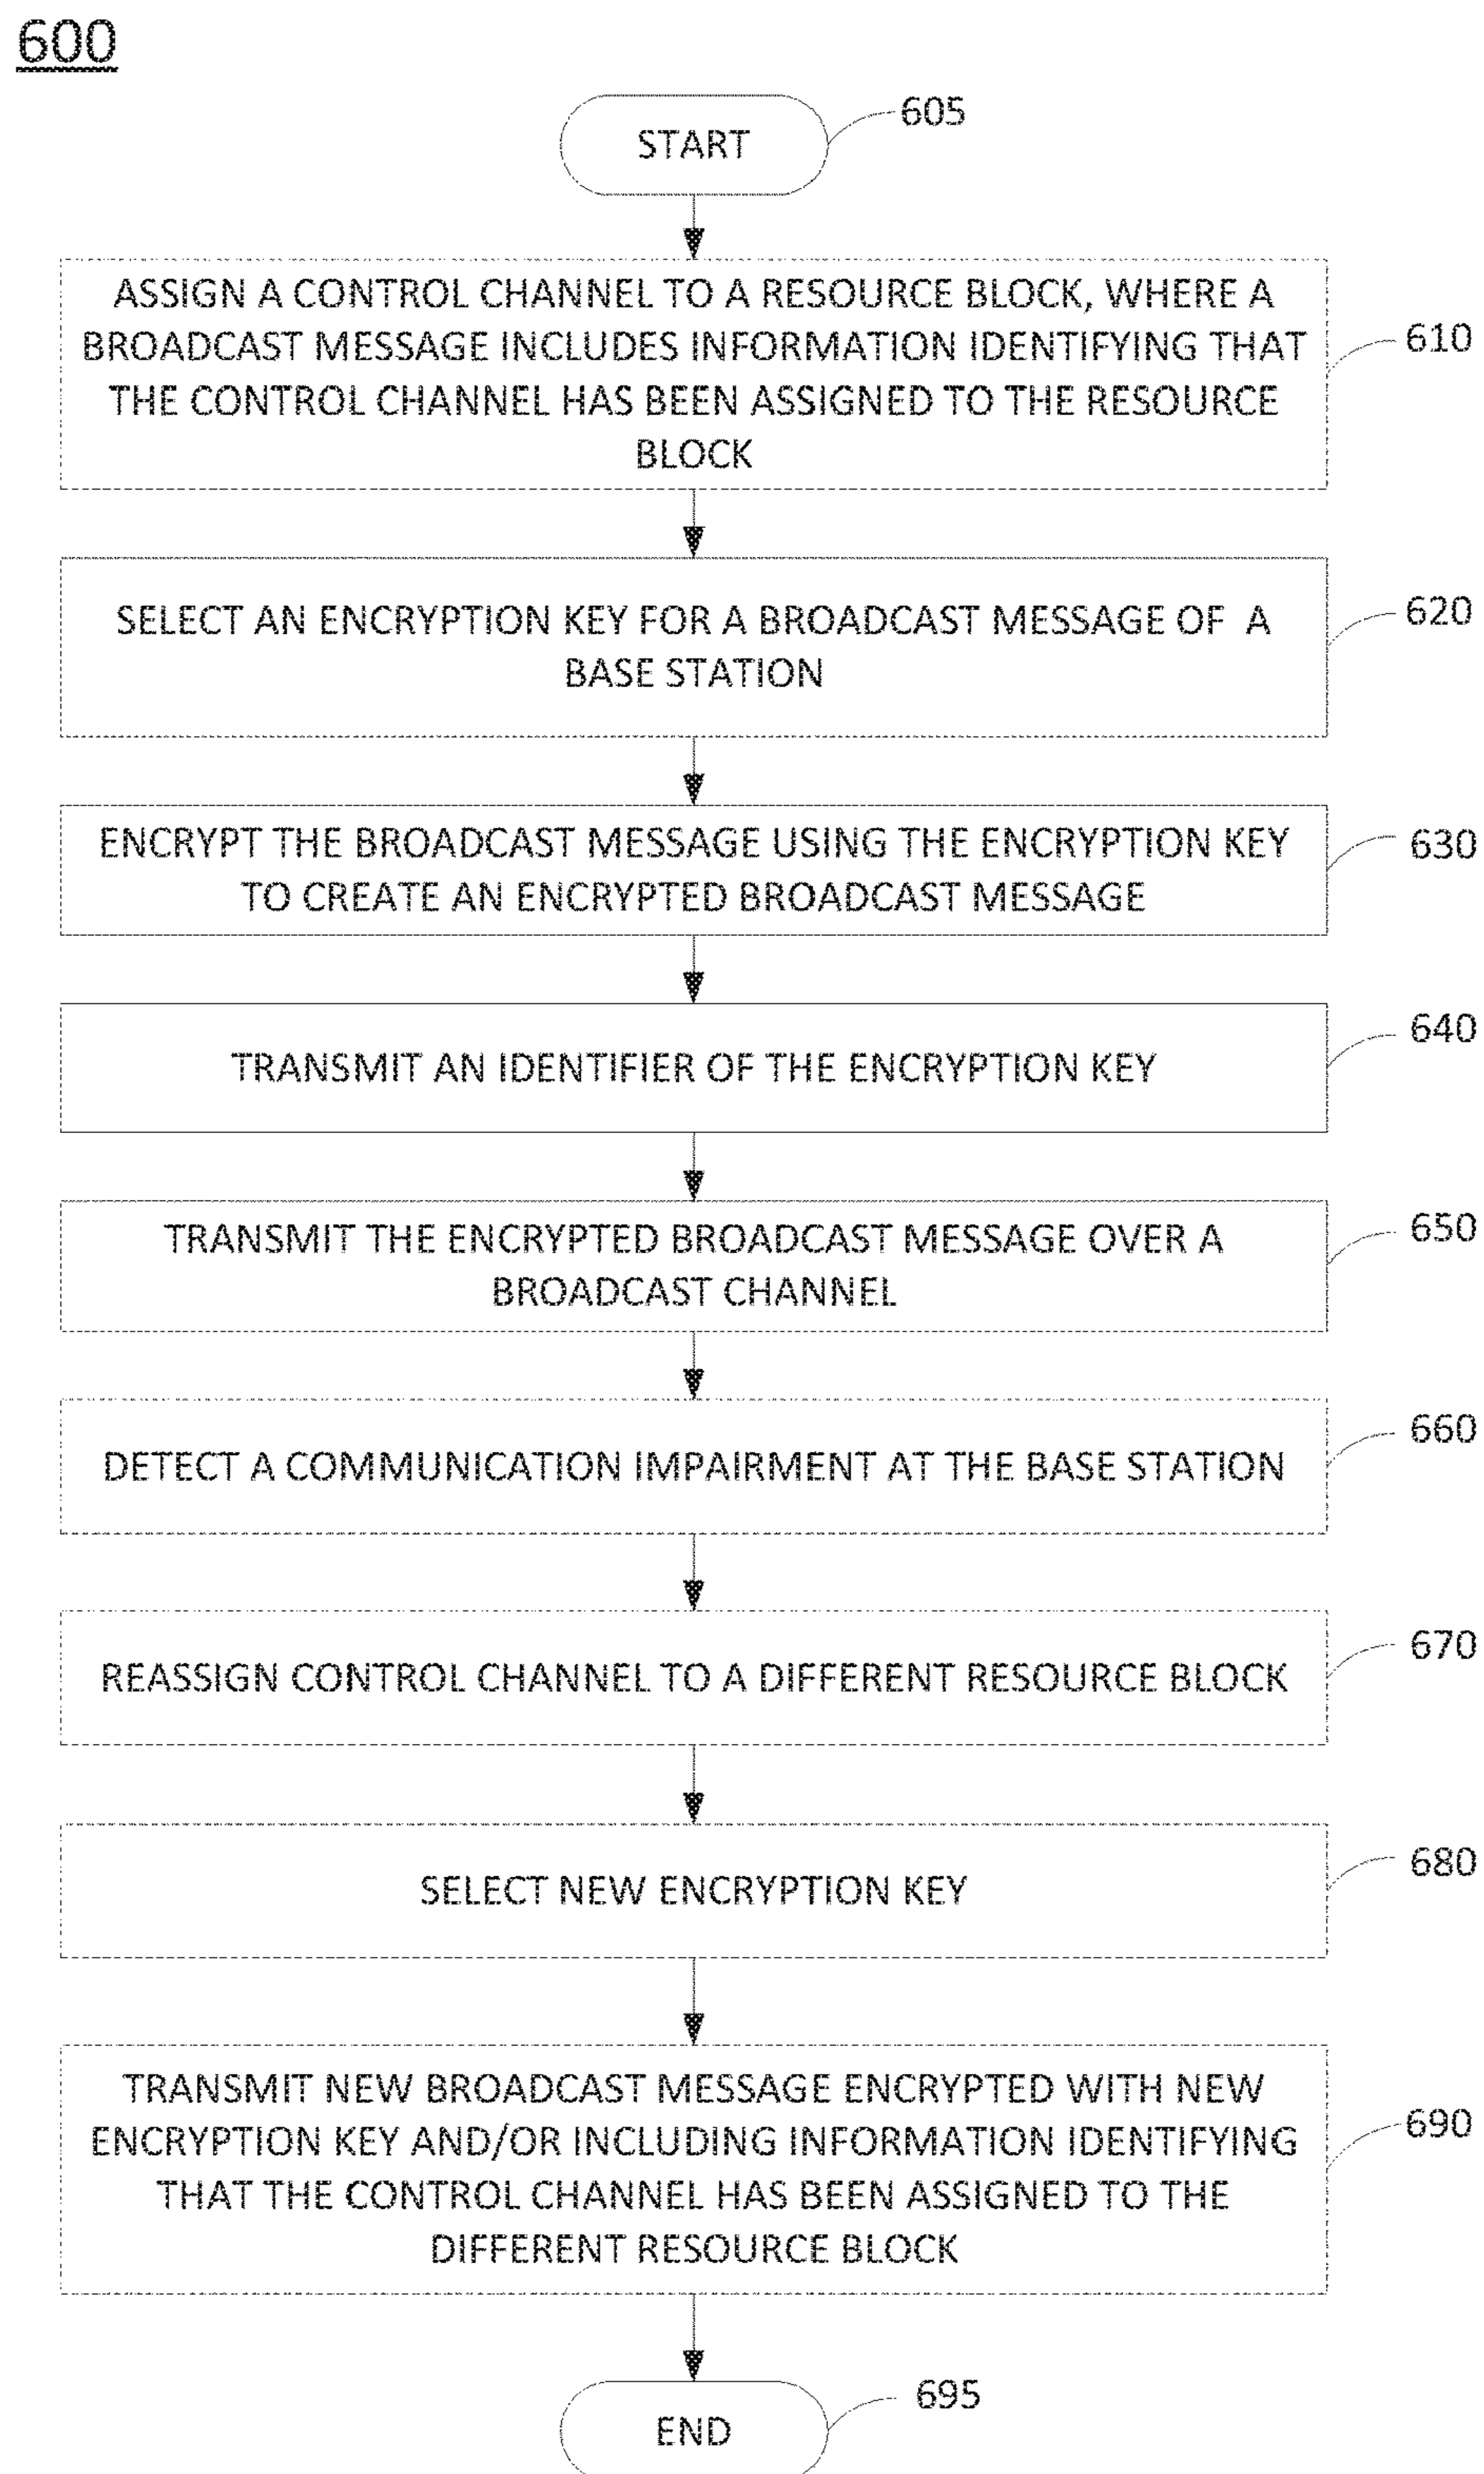 600
START
605
ASSIGN A CONTROL CHANNEL TO A RESOURCE BLOCK, WHERE A
BROADCAST MESSAGE INCLUDES INFORMATION IDENTIFYING THAT
THE CONTROL CHANNEL HAS BEEN ASSIGNED TO THE RESOURCE
BLOCK
610
SELECT AN ENCRYPTION KEY FOR A BROADCAST MESSAGE OF A
BASE STATION
620
ENCRYPT THE BROADCAST MESSAGE USING THE ENCRYPTION KEY
TO CREATE AN ENCRYPTED BROADCAST MESSAGE
630
TRANSMIT AN IDENTIFIER OF THE ENCRYPTION KEY
640
TRANSMIT THE ENCRYPTED BROADCAST MESSAGE OVER A
BROADCAST CHANNEL
650
DETECT A COMMUNICATION IMPAIRMENT AT THE BASE STATION
660
REASSIGN CONTROL CHANNEL TO A DIFFERENT RESOURCE BLOCK
670
SELECT NEW ENCRYPTION KEY
680
TRANSMIT NEW BROADCAST MESSAGE ENCRYPTED WITH NEW
ENCRYPTION KEY AND/OR INCLUDING INFORMATION IDENTIFYING
THAT THE CONTROL CHANNEL HAS BEEN ASSIGNED TO THE
DIFFERENT RESOURCE BLOCK
690
END
695